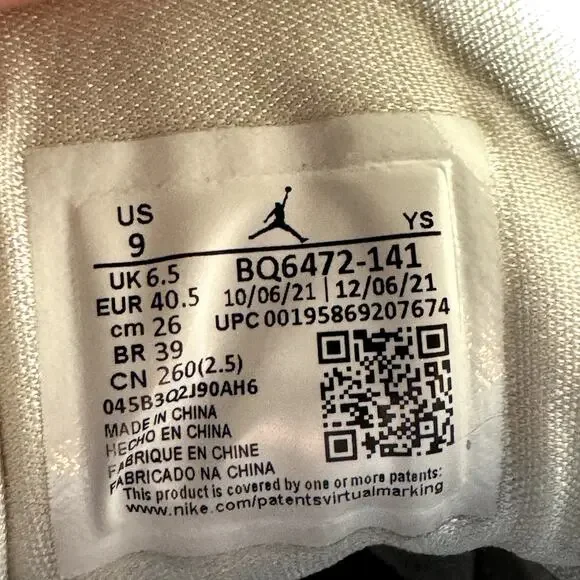 US
9
YS
UK 6.5
BQ6472-141
EUR 40.5
10/06/21 | 12/06/21
cm 26
UPC 00195869207674
BR 39
CN 260(2.5)
045B3Q2J90AH6
MADE IN CHINA
HECHO EN CHINA
FABRIQUE EN CHINE
FABRICADO NA CHINA
This product is covered by one or more patents:
www.nike.com/patentsvirtualmarking